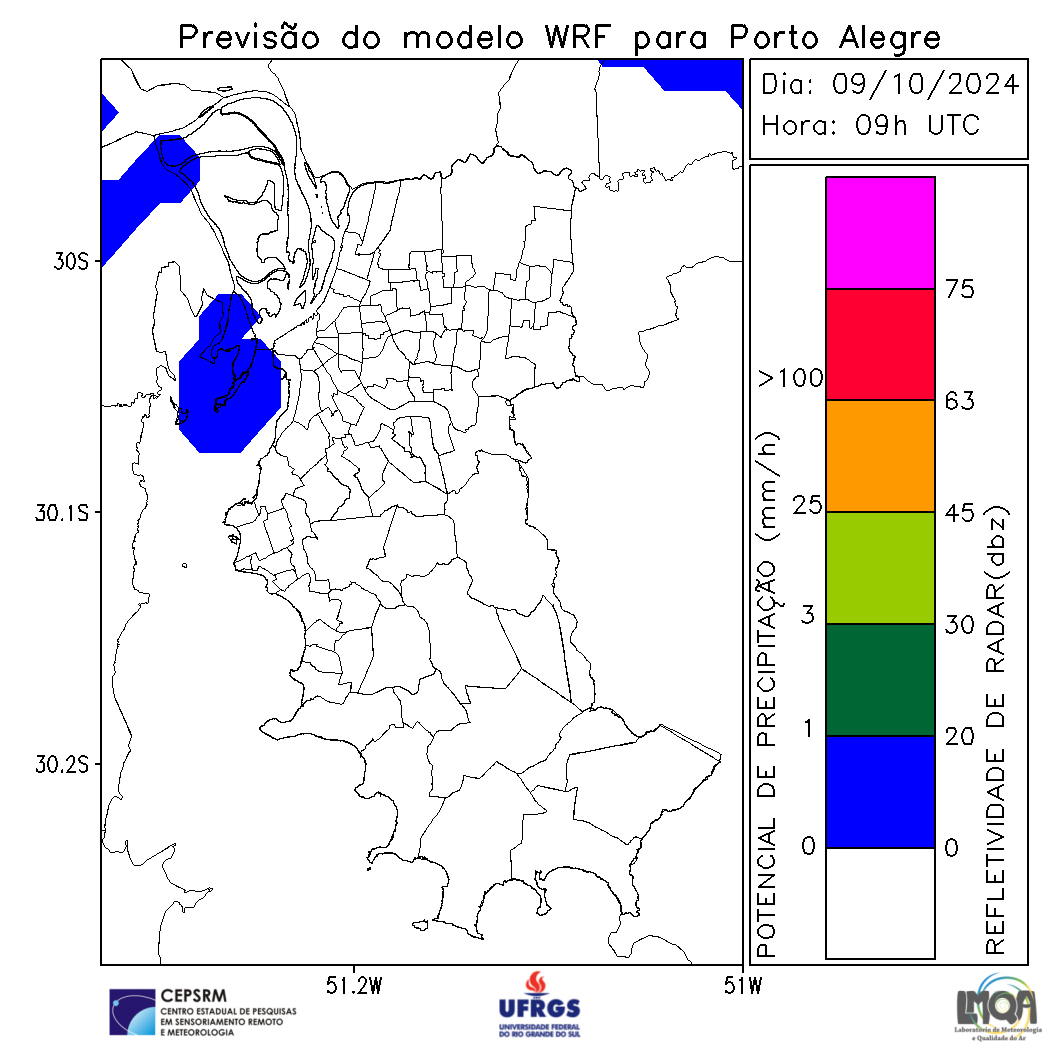 Previsão do modelo WRF para Porto Alegre
Dia: 09/10/2024
Hora: 09h UTC
30S
30.1S
30.2S
51.2W
51W
POTENCIAL DE PRECIPITAÇÃO (mm/h)
>100
25
3
1
0
75
63
45
30
20
0
REFLETIVIDADE DE RADAR(dbz)
CEPSRM
CENTRO ESTADUAL DE PESQUISAS
EM SENSORIAMENTO REMOTO
E METEOROLOGIA
UFRGS
UNIVERSIDADE FEDERAL
DO RIO GRANDE DO SUL
LMQA
Laboratório de Meteorologia
e Qualidade do Ar